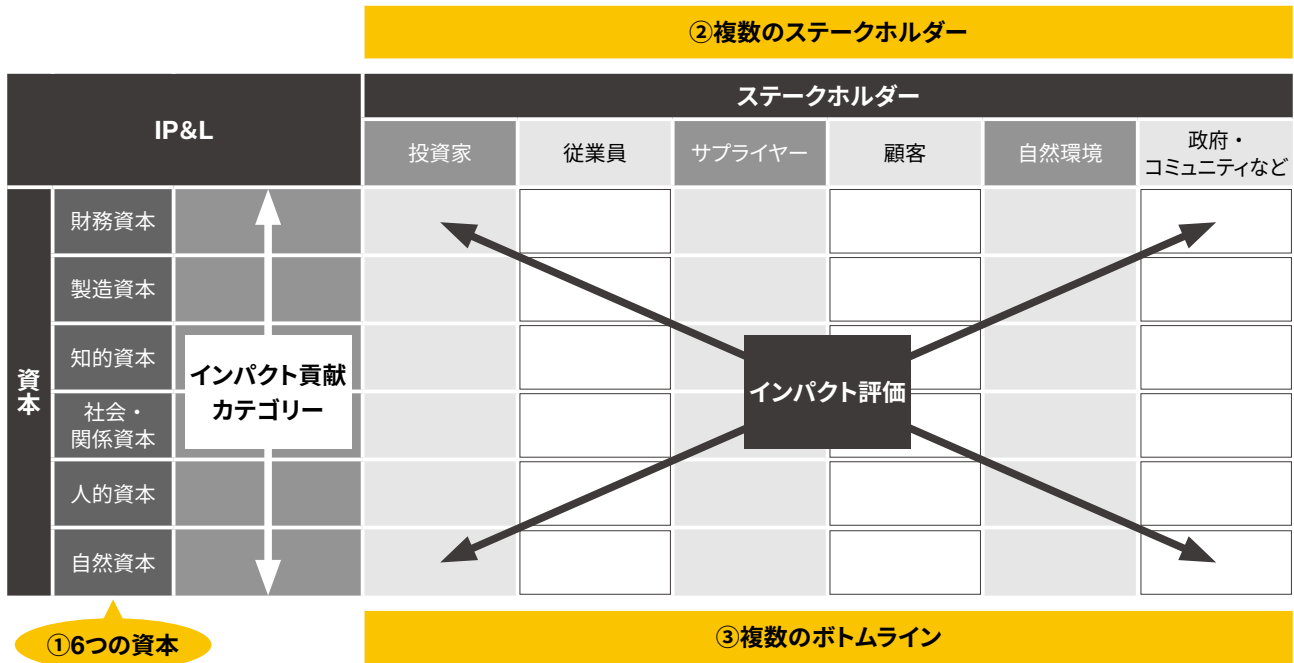 ②複数のステークホルダー
IP&L
ステークホルダー
投資家
従業員
サプライヤー
顧客
自然環境
政府・
コミュニティなど
資本
財務資本
製造資本
知的資本
社会・
関係資本
人的資本
自然資本
インパクト貢献
カテゴリー
インパクト評価
①6つの資本
③複数のボトムライン